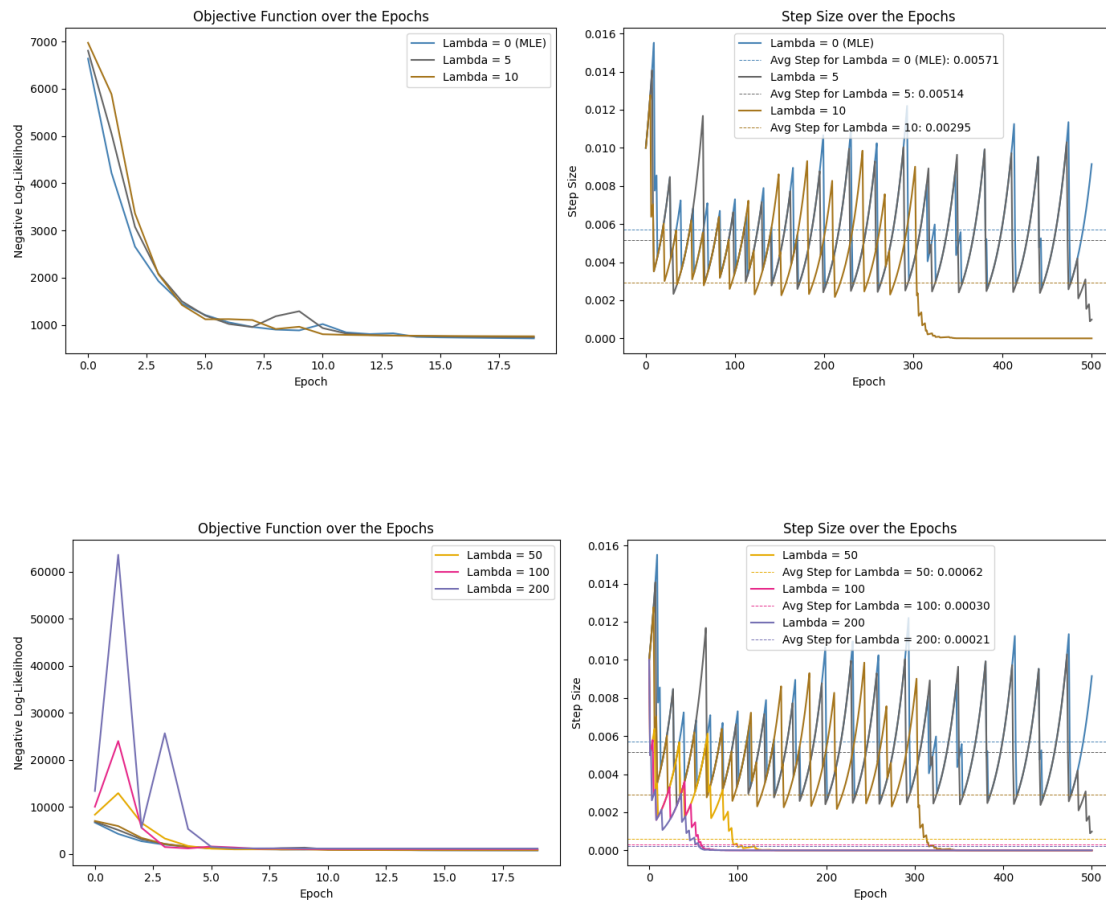 Objective Function over the Epochs
Negative Log-Likelihood
7000
6000
5000
4000
3000
2000
1000
Lambda = 0 (MLE)
Lambda = 5
Lambda = 10
0.0 2.5 5.0 7.5 10.0 12.5 15.0 17.5
Epoch
Step Size over the Epochs
Step Size
0.016
0.014
0.012
0.010
0.008
0.006
0.004
0.002
0.000
Lambda = 0 (MLE)
Avg Step for Lambda = 0 (MLE): 0.00571
Lambda = 5
Avg Step for Lambda = 5: 0.00514
Lambda = 10
Avg Step for Lambda = 10: 0.00295
0 100 200 300 400 500
Epoch
Objective Function over the Epochs
Negative Log-Likelihood
60000
50000
40000
30000
20000
10000
0
Lambda = 50
Lambda = 100
Lambda = 200
0.0 2.5 5.0 7.5 10.0 12.5 15.0 17.5
Epoch
Step Size over the Epochs
Step Size
0.016
0.014
0.012
0.010
0.008
0.006
0.004
0.002
0.000
Lambda = 50
Avg Step for Lambda = 50: 0.00062
Lambda = 100
Avg Step for Lambda = 100: 0.00030
Lambda = 200
Avg Step for Lambda = 200: 0.00021
0 100 200 300 400 500
Epoch